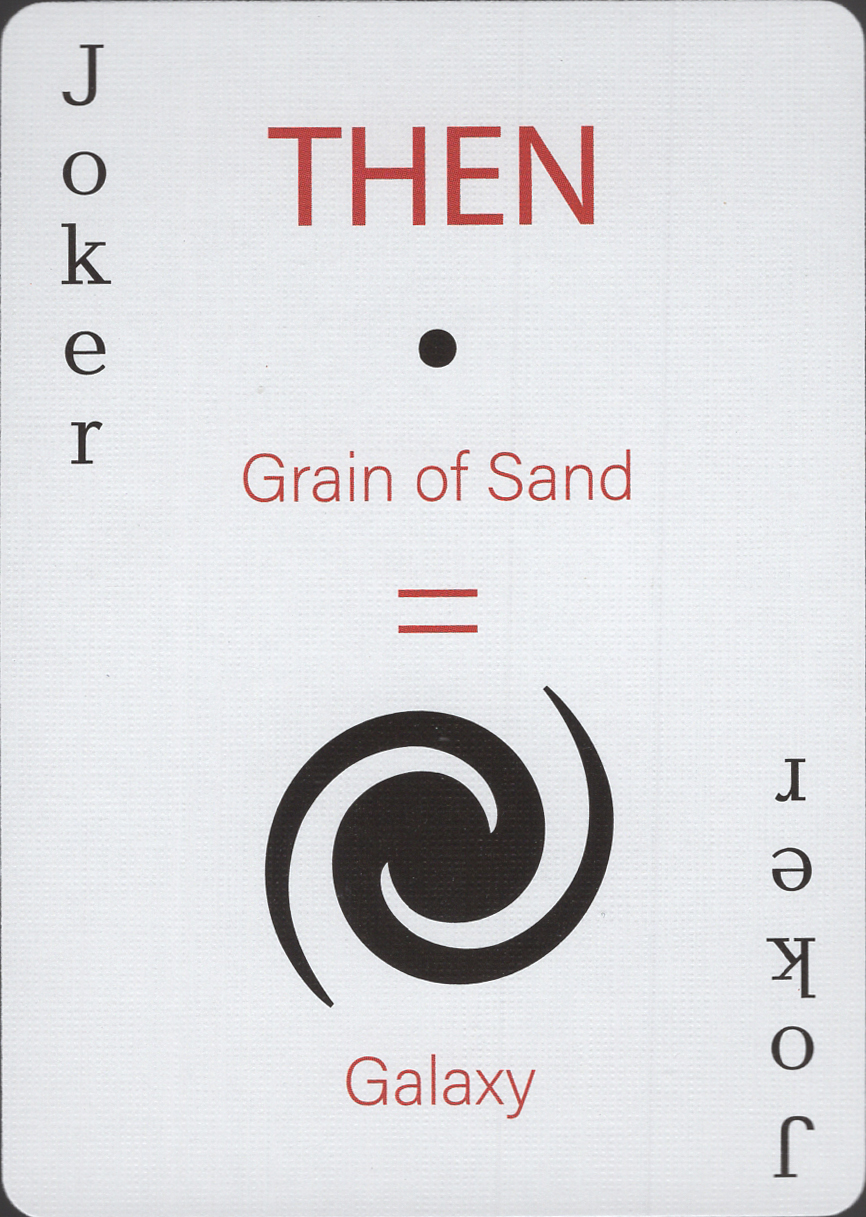 Joker
THEN
Grain of Sand
=
Galaxy
Joker